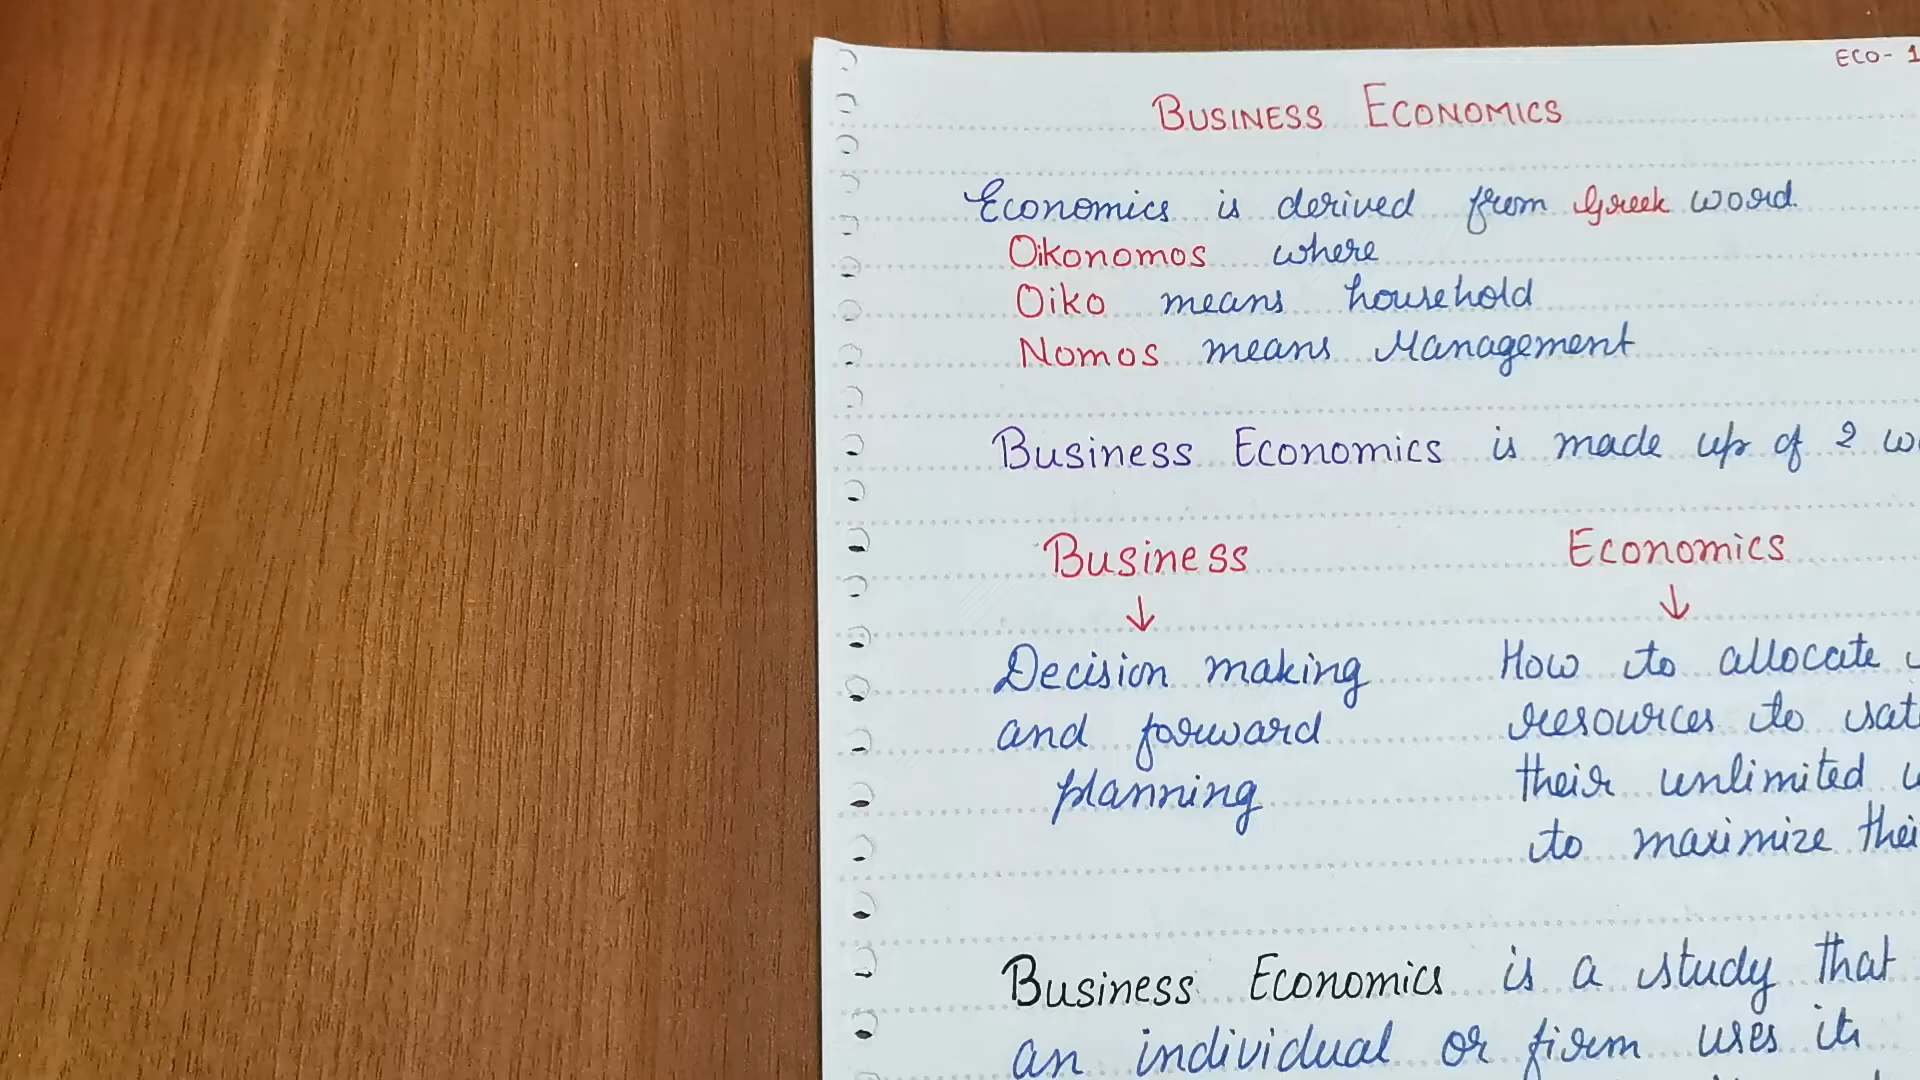 ECO- 1
BUSINESS ECONOMICS
Economics is derived from Greek word
Oikonomos where
Oiko means household
Nomos means Management
Business Economics is made up of 2
Business Economics
↓ ↓
Decision making How to allocate
and forward resources to
planning their unlimited
to maximize
Business Economics is a study that
an individual or firm uses its